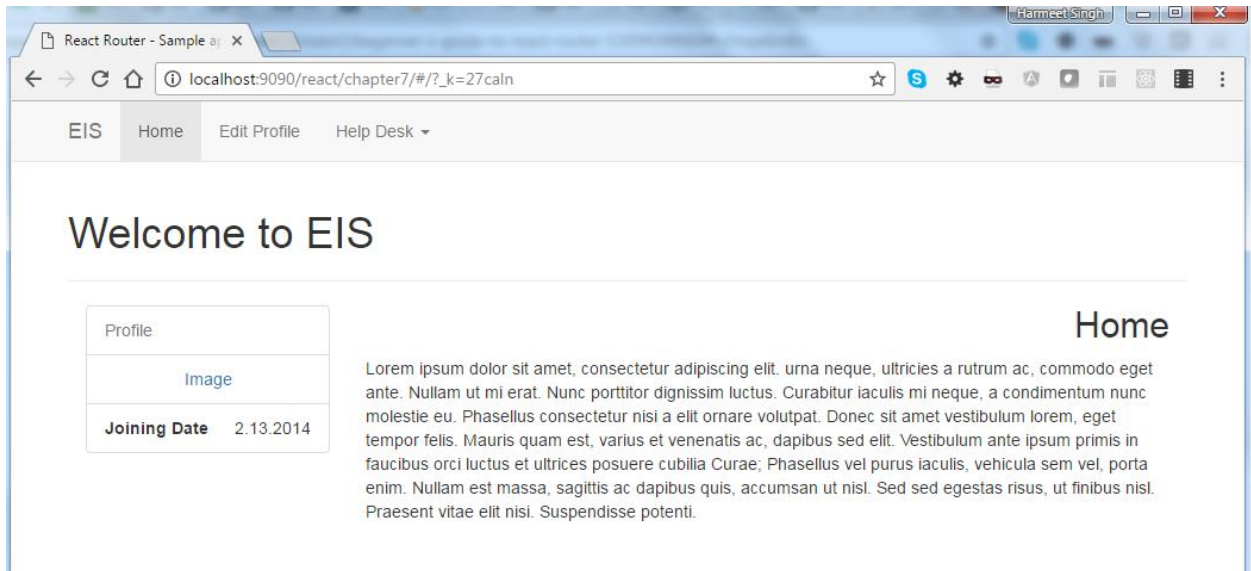 Harmeet Singh
React Router - Sample a
localhost:9090/react/chapter7/#/?_k=27caln
EIS Home Edit Profile Help Desk
Welcome to EIS
Profile
Image
Joining Date 2.13.2014
Home
Lorem ipsum dolor sit amet, consectetur adipiscing elit. urna neque, ultricies a rutrum ac, commodo eget
ante. Nullam ut mi erat. Nunc porttitor dignissim luctus. Curabitur iaculis mi neque, a condimentum nunc
molestie eu. Phasellus consectetur nisi a elit ornare volutpat. Donec sit amet vestibulum lorem, eget
tempor felis. Mauris quam est, varius et venenatis ac, dapibus sed elit. Vestibulum ante ipsum primis in
faucibus orci luctus et ultrices posuere cubilia Curae; Phasellus vel purus iaculis, vehicula sem vel, porta
enim. Nullam est massa, sagittis ac dapibus quis, accumsan ut nisl. Sed sed egestas risus, ut finibus nisl.
Praesent vitae elit nisi. Suspendisse potenti.